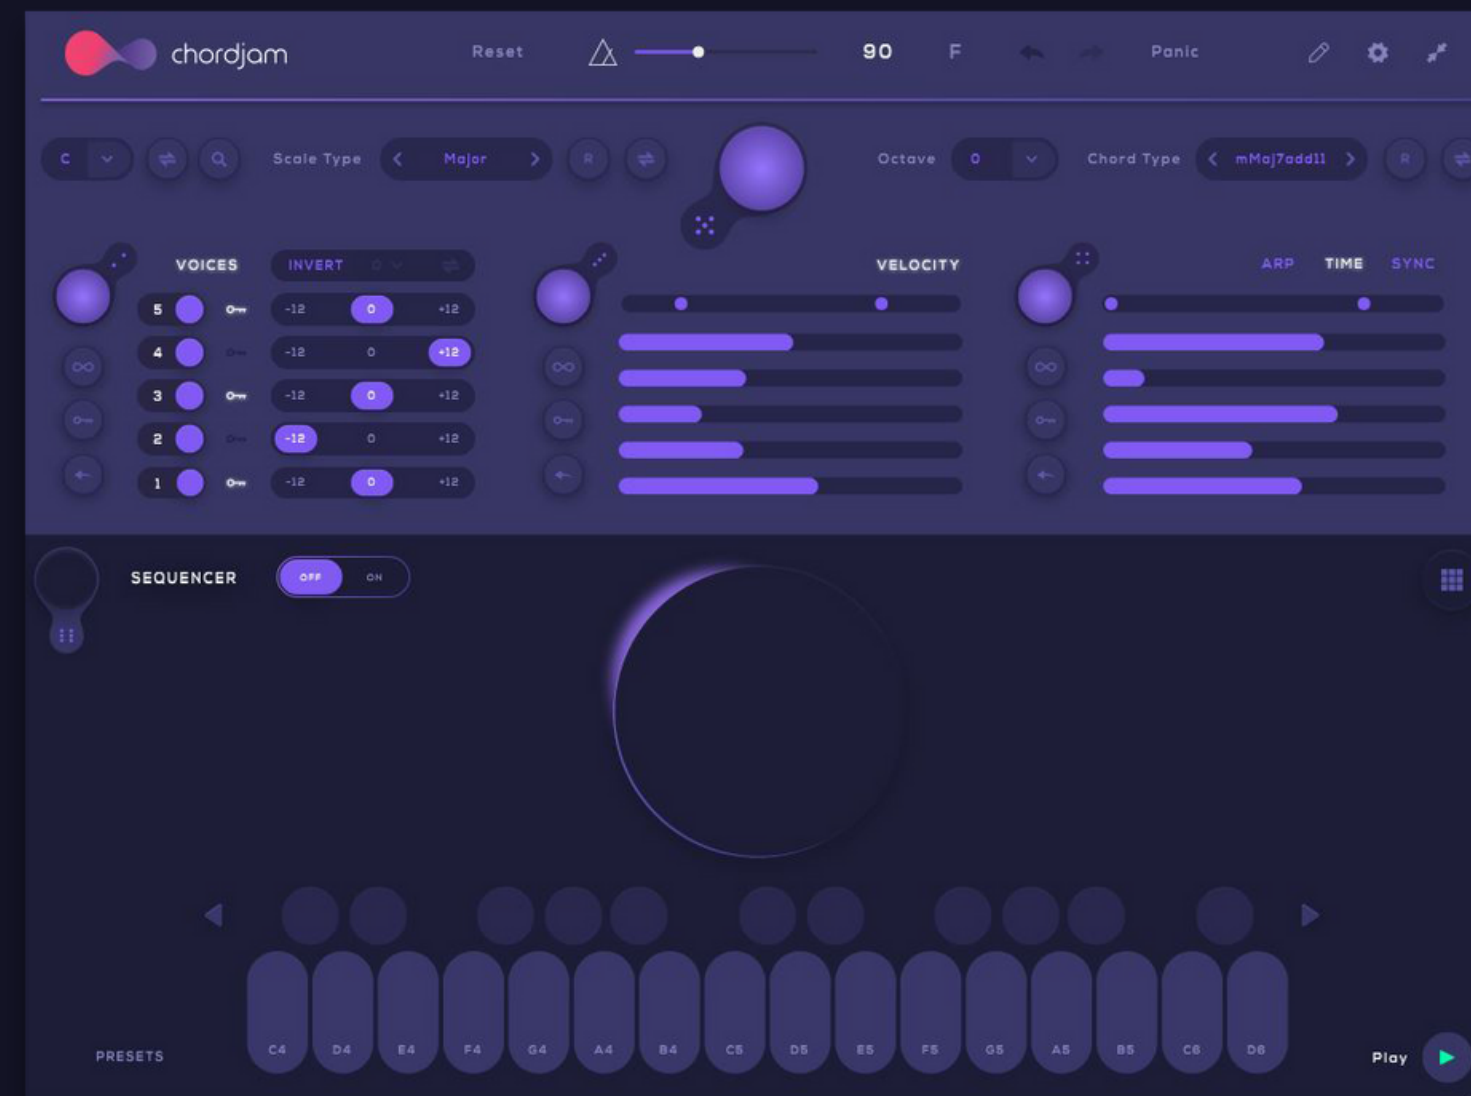 chordjam Reset 90 F Panic
C Scale Type Major R Octave 0 Chord Type mMaj7add11 R
VOICES INVERT 0 VELOCITY ARP TIME SYNC
5 -12 0 +12
4 -12 0 +12
3 -12 0 +12
2 -12 0 +12
1 -12 0 +12
SEQUENCER OFF ON
C4 D4 E4 F4 G4 A4 B4 C5 D5 E5 F5 G5 A5 B5 C6 D6
PRESETS Play